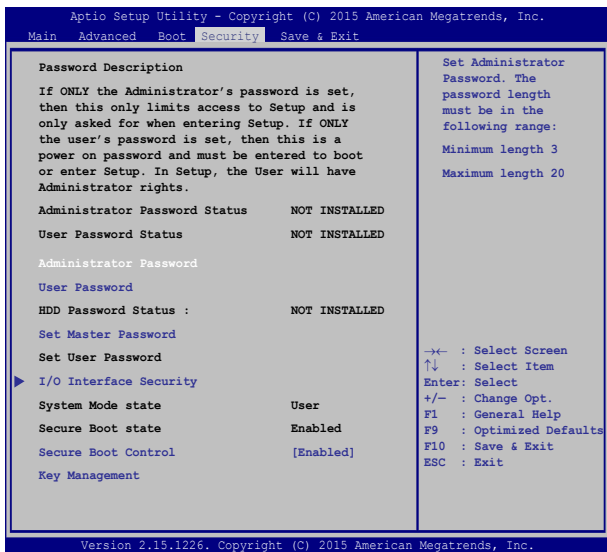 Aptio Setup Utility - Copyright (C) 2015 American Megatrends, Inc.
Main Advanced Boot Security Save & Exit
Password Description
If ONLY the Administrator's password is set,
then this only limits access to Setup and is
only asked for when entering Setup. If ONLY
the user's password is set, then this is a
power on password and must be entered to boot
or enter Setup. In Setup, the User will have
Administrator rights.
Administrator Password Status NOT INSTALLED
User Password Status NOT INSTALLED
Administrator Password
User Password
HDD Password Status : NOT INSTALLED
Set Master Password
Set User Password
I/O Interface Security
System Mode state User
Secure Boot state Enabled
Secure Boot Control [Enabled]
Key Management
Set Administrator
Password. The
password length
must be in the
following range:
Minimum length 3
Maximum length 20
→← : Select Screen
↑↓ : Select Item
Enter: Select
+/− : Change Opt.
F1 : General Help
F9 : Optimized Defaults
F10 : Save & Exit
ESC : Exit
Version 2.15.1226. Copyright (C) 2015 American Megatrends, Inc.